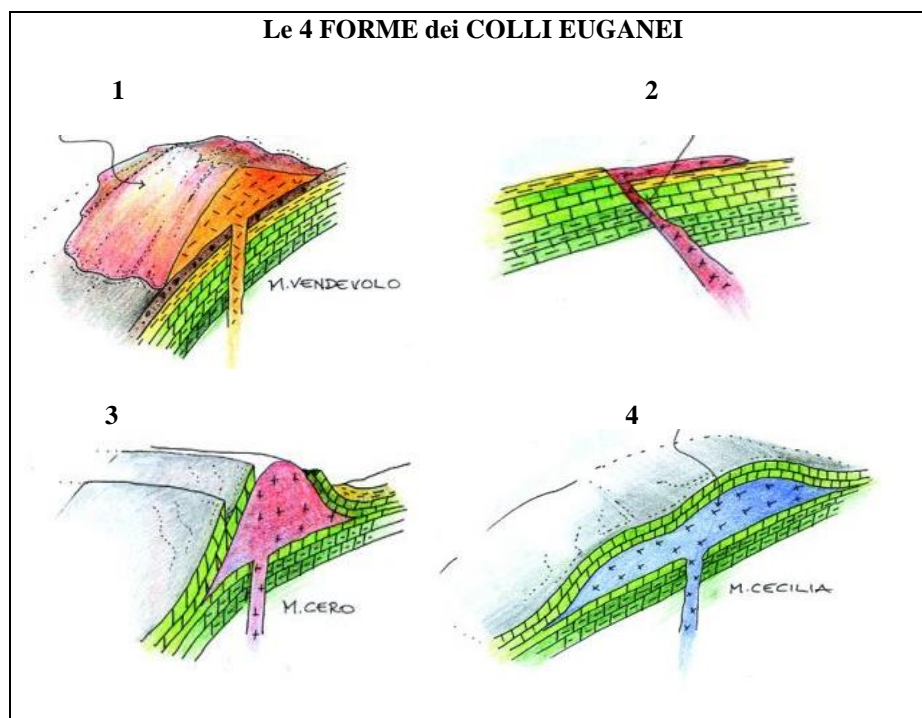 Le 4 FORME dei COLLI EUGANEI
1
2
M. VENDEVOLO
3
4
M. CERO
M. CECILIA